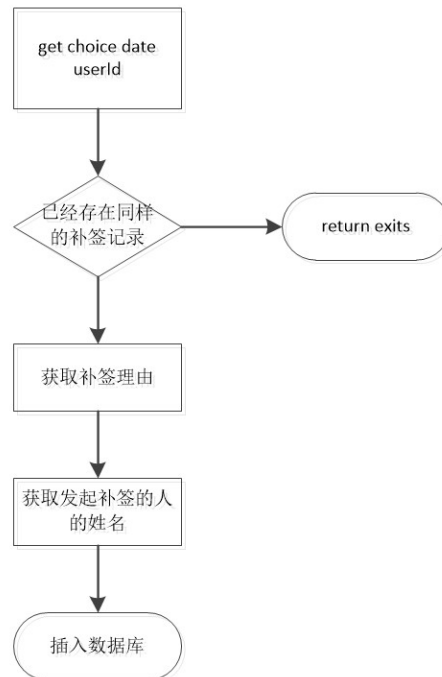 get choice date
userId
已经存在同样
的补签记录
return exits
获取补签理由
获取发起补签的人
的姓名
插入数据库